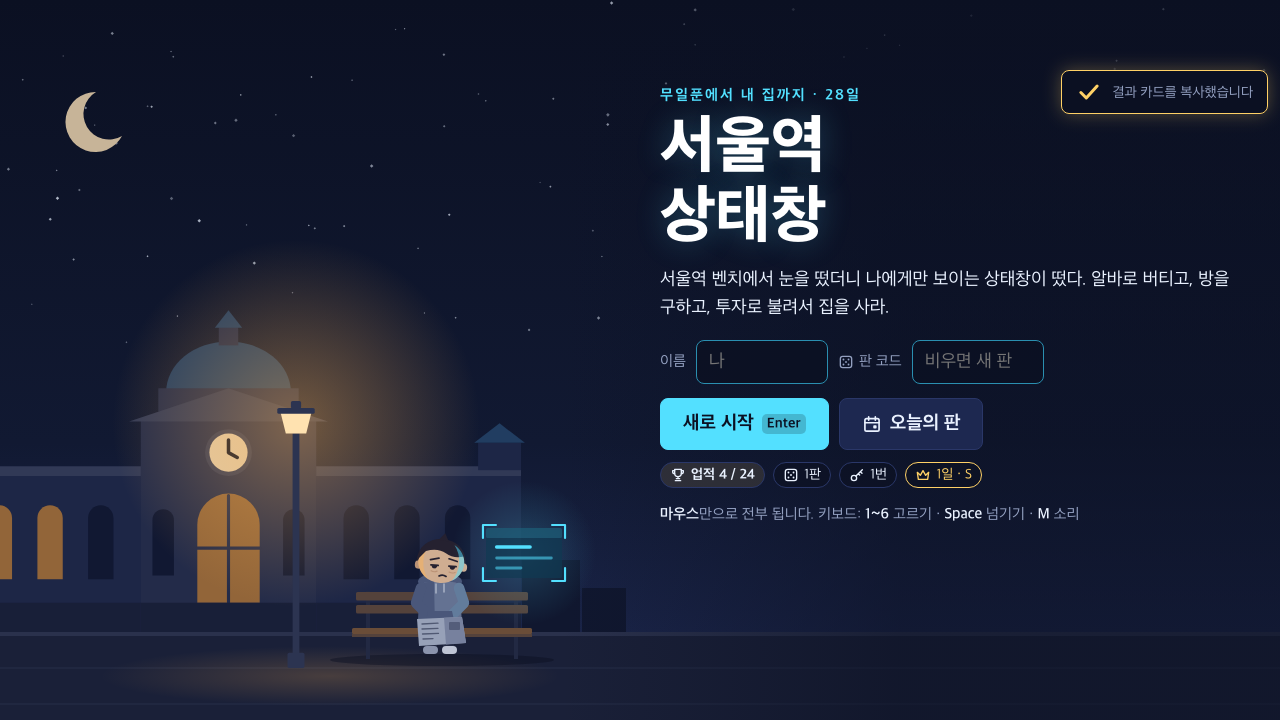 무일푼에서 내 집까지 · 28일
결과 카드를 복사했습니다
서울역
상태창
서울역 벤치에서 눈을 떴더니 나에게만 보이는 상태창이 떴다. 알바로 버티고, 방을
구하고, 투자로 불려서 집을 사라.
이름 나 판 코드 비우면 새 판
새로 시작 Enter 오늘의 판
업적 4 / 24 1판 1번 1일 · S
마우스만으로 전부 됩니다. 키보드: 1~6 고르기 · Space 넘기기 · M 소리